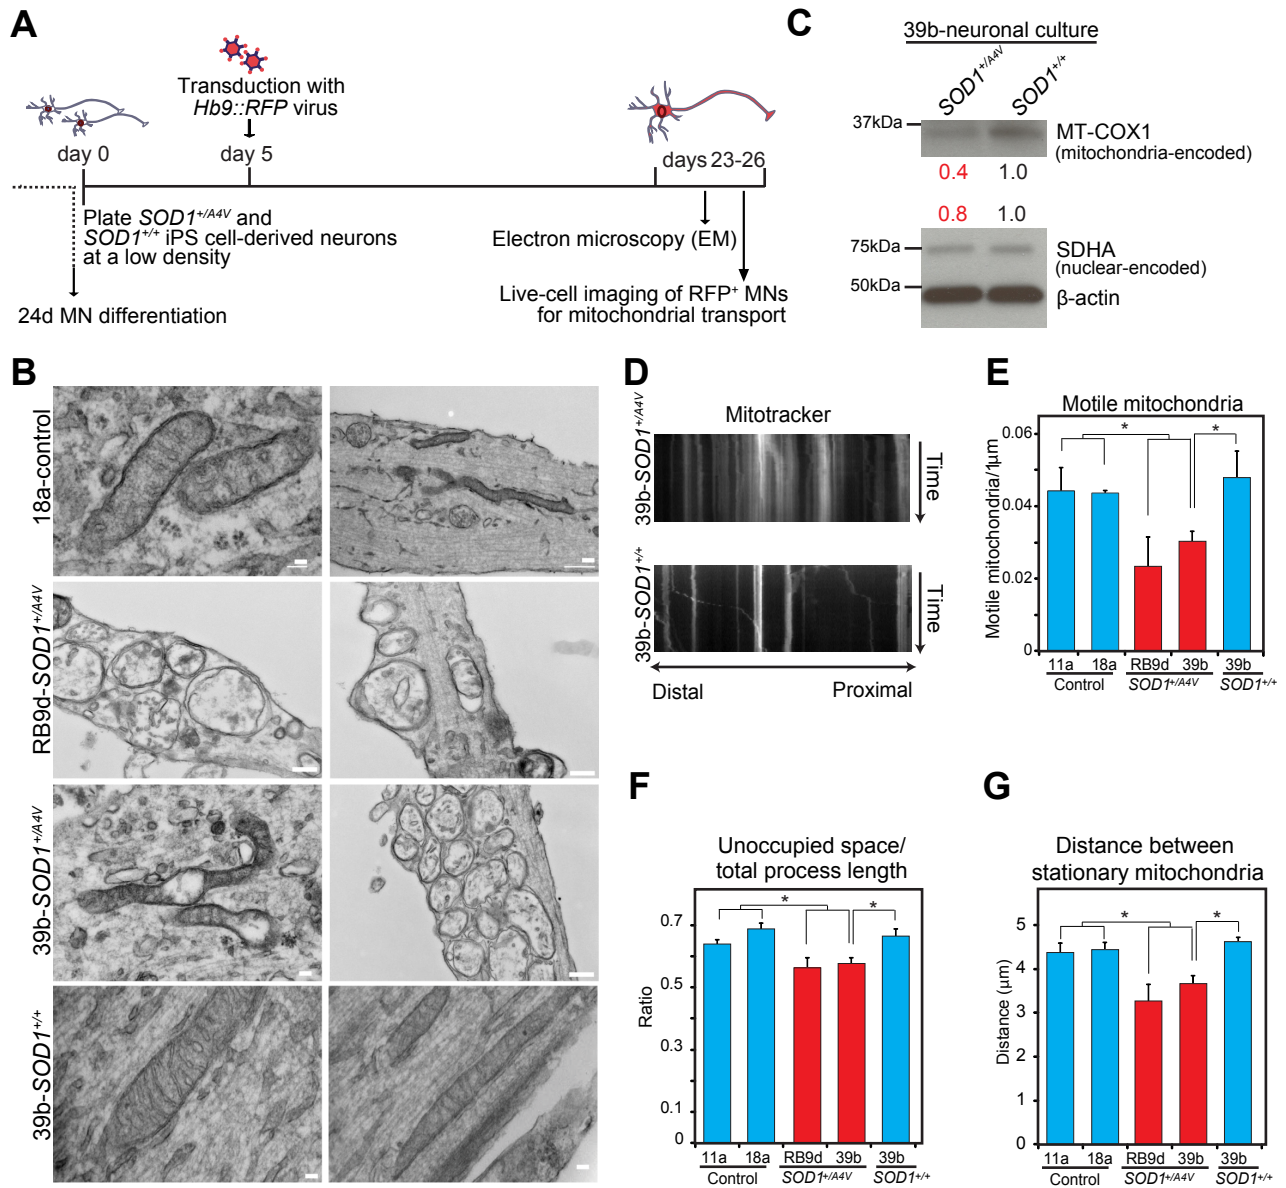 A
Transduction with
Hb9::RFP virus
day 0
day 5
days 23-26
Plate SOD1+/A4V and
SOD1+/+ iPS cell-derived neurons
at a low density
24d MN differentiation
Electron microscopy (EM)
Live-cell imaging of RFP+ MNs
for mitochondrial transport
C
39b-neuronal culture
SOD1+/A4V
SOD1+/+
37kDa
MT-COX1
(mitochondria-encoded)
0.4 1.0
0.8 1.0
75kDa
SDHA
(nuclear-encoded)
50kDa
β-actin
B
18a-control
RB9d-SOD1+/A4V
39b-SOD1+/A4V
39b-SOD1+/+
D
Mitotracker
39b-SOD1+/A4V
Time
39b-SOD1+/+
Time
Distal
Proximal
E
Motile mitochondria
Motile mitochondria/1µm
0.06
0.04
0.02
0
* *
11a 18a RB9d 39b 39b
Control SOD1+/A4V SOD1+/+
F
Unoccupied space/
total process length
Ratio
0.7
0.5
0.3
0.1
0
* *
11a 18a RB9d 39b 39b
Control SOD1+/A4V SOD1+/+
G
Distance between
stationary mitochondria
Distance (µm)
5
4
3
2
1
0
* *
11a 18a RB9d 39b 39b
Control SOD1+/A4V SOD1+/+